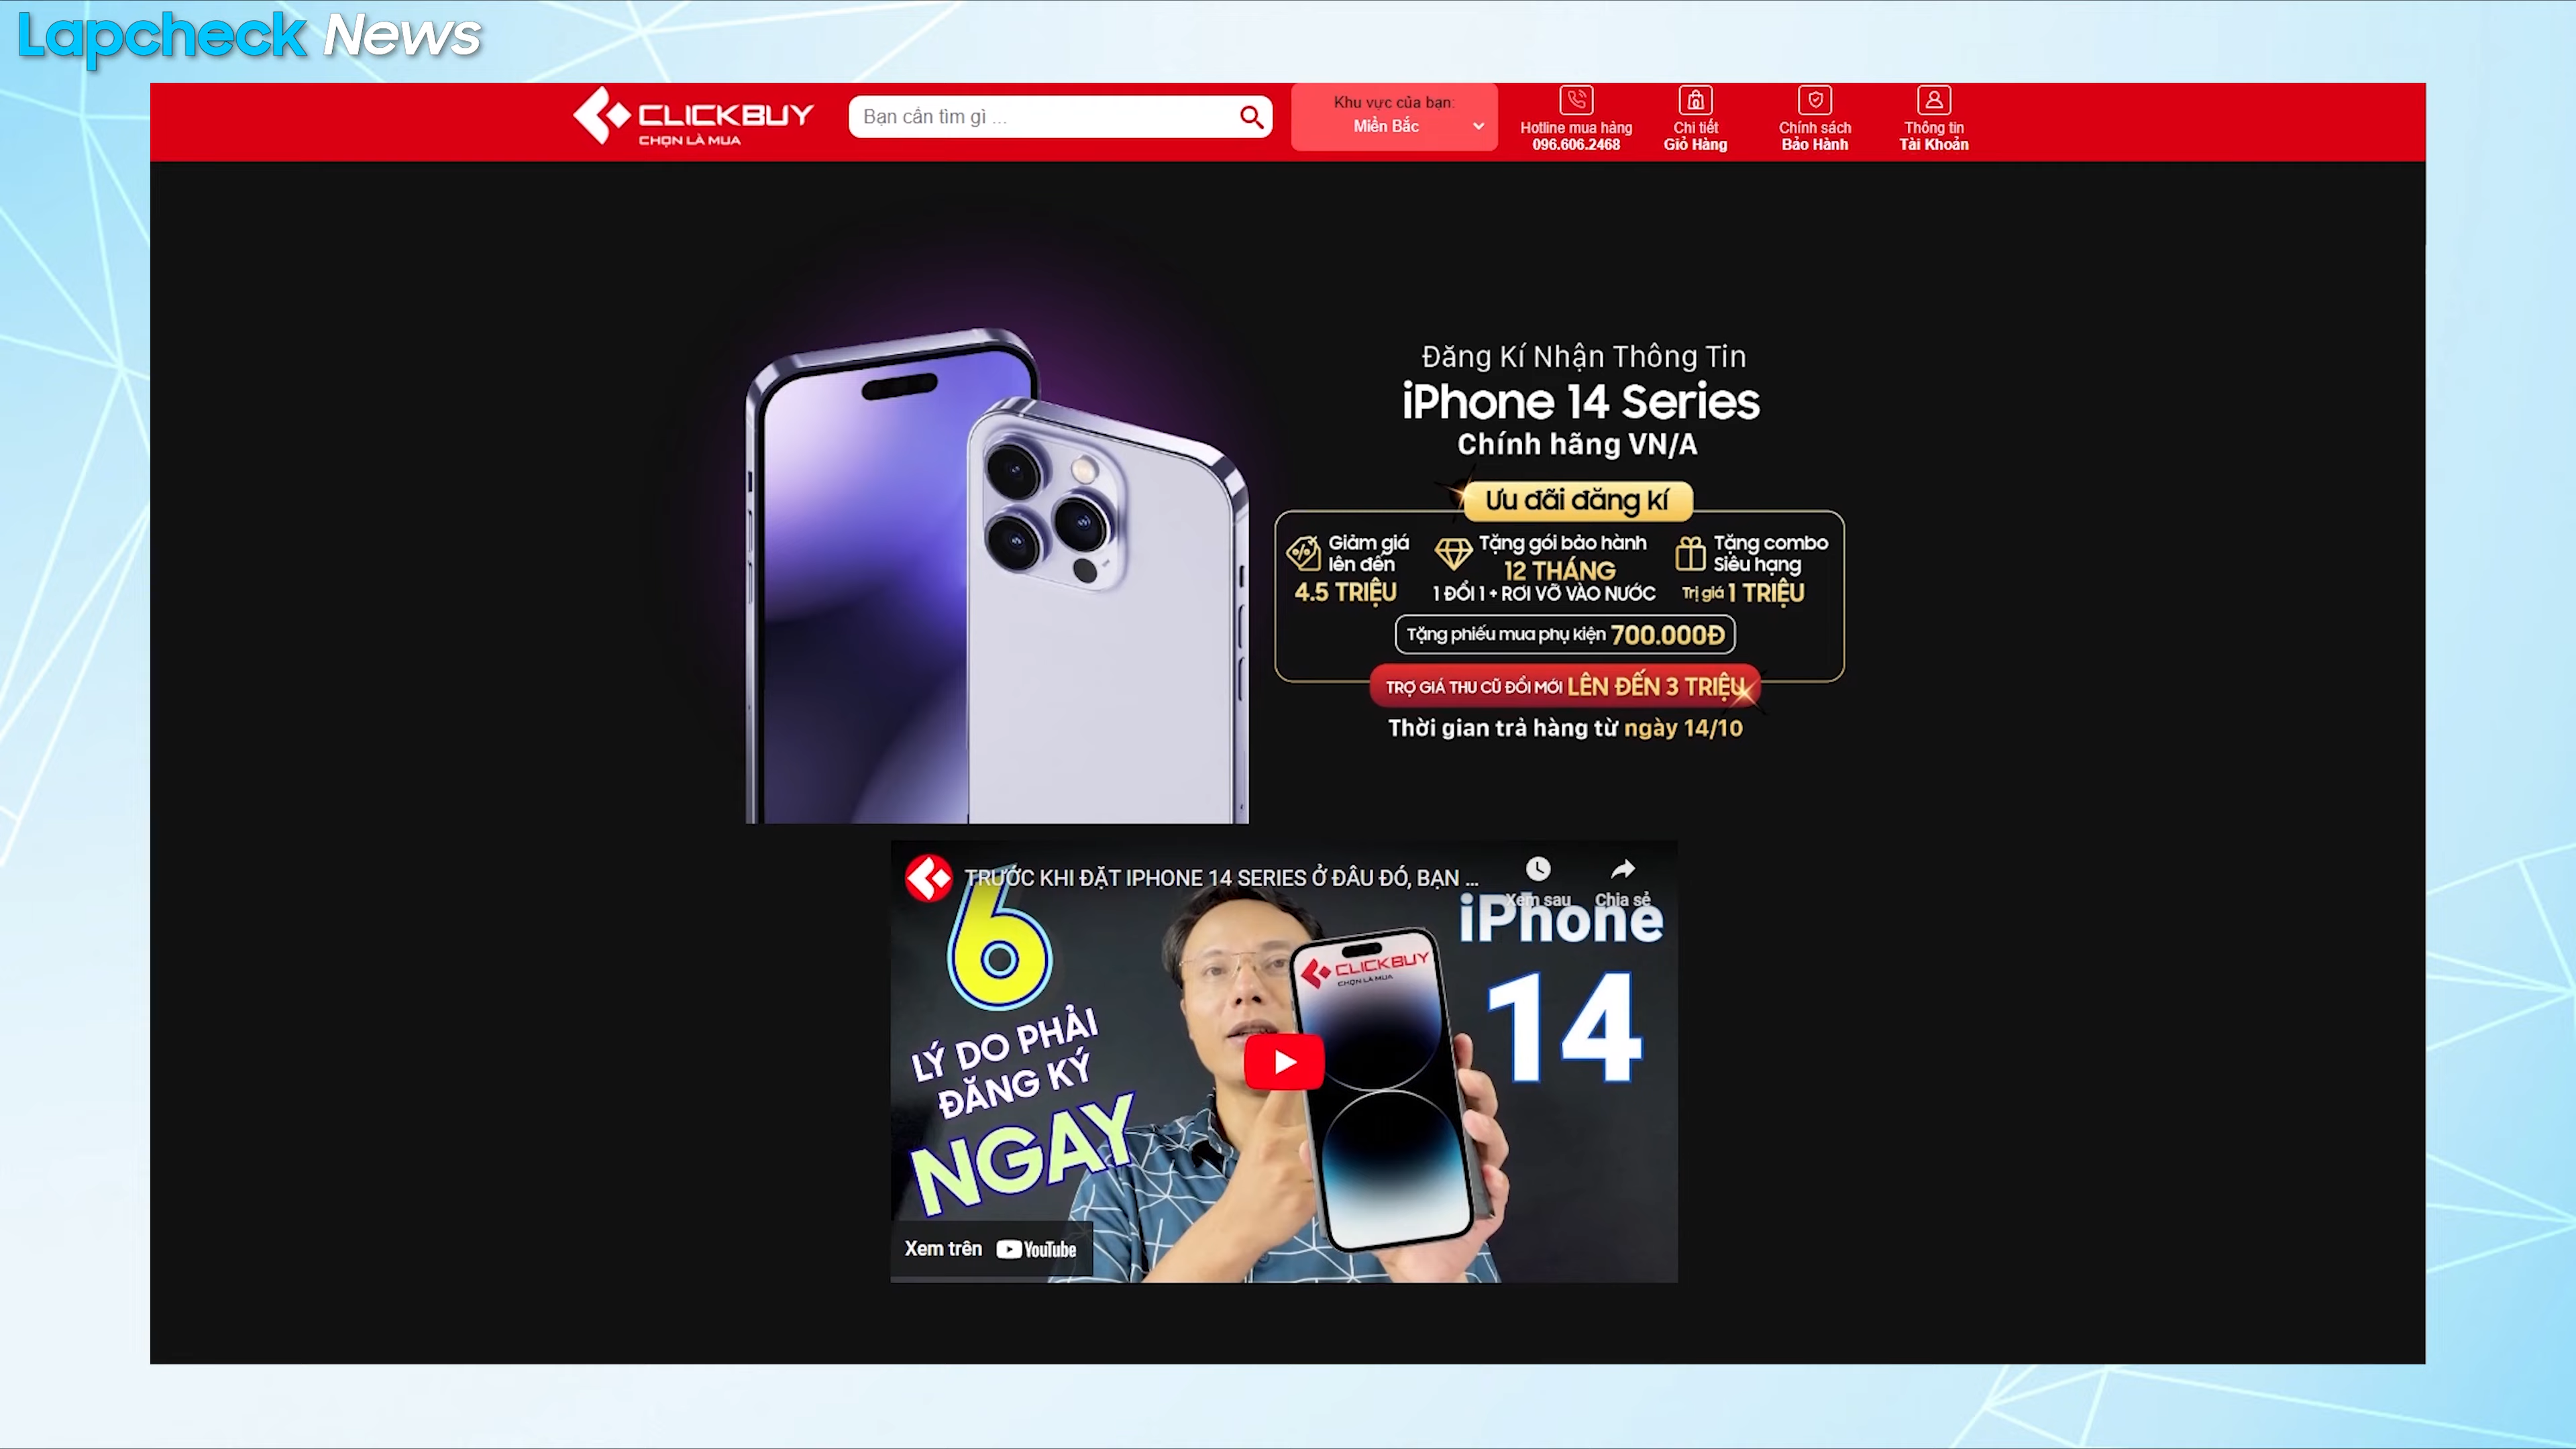 Lapcheck News
CLICKBUY
CHỌN LÀ MUA
Bạn cần tìm gì ...
Khu vực của bạn:
Miền Bắc
Hotline mua hàng
096.606.2468
Chi tiết
Giỏ Hàng
Chính sách
Bảo Hành
Thông tin
Tài Khoản
Đăng Kí Nhận Thông Tin
iPhone 14 Series
Chính hãng VN/A
Ưu đãi đăng kí
Giảm giá
lên đến
4.5 TRIỆU
Tặng gói bảo hành
12 THÁNG
1 ĐỔI 1 + RƠI VỠ VÀO NƯỚC
Tặng combo
Siêu hạng
Trị giá 1 TRIỆU
Tặng phiếu mua phụ kiện 700.000Đ
TRỢ GIÁ THU CŨ ĐỔI MỚI LÊN ĐẾN 3 TRIỆU
Thời gian trả hàng từ ngày 14/10
TRƯỚC KHI ĐẶT IPHONE 14 SERIES Ở ĐÂU ĐÓ, BẠN ...
Xem sau
Chia sẻ
6
LÝ DO PHẢI
ĐĂNG KÝ
NGAY
CLICKBUY
CHỌN LÀ MUA
iPhone
14
Xem trên YouTube